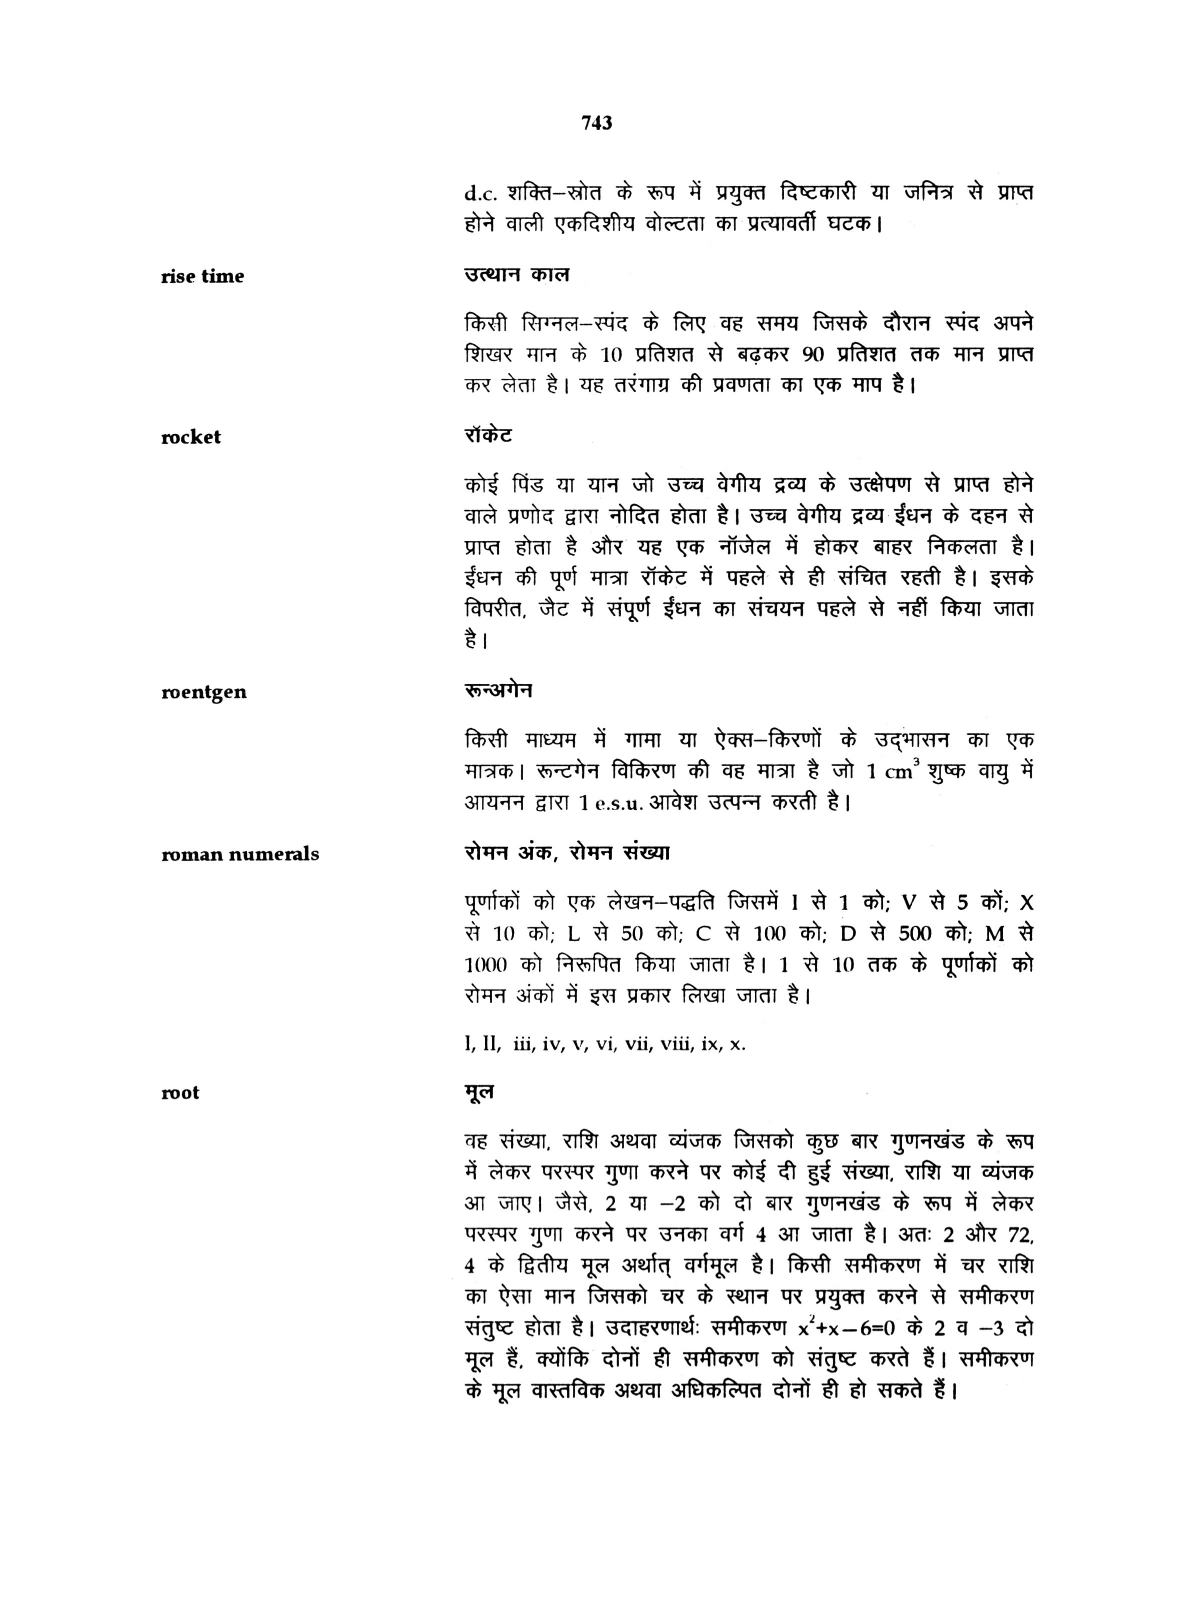 743
d.c. शक्ति–स्रोत के रूप में प्रयुक्त दिष्टकारी या जनित्र से प्राप्त
होने वाली एकदिशीय वोल्टता का प्रत्यावर्ती घटक।
rise time उत्थान काल
किसी सिग्नल–स्पंद के लिए वह समय जिसके दौरान स्पंद अपने
शिखर मान के 10 प्रतिशत से बढ़कर 90 प्रतिशत तक मान प्राप्त
कर लेता है। यह तरंगाग्र की प्रवणता का एक माप है।
rocket रॉकेट
कोई पिंड या यान जो उच्च वेगीय द्रव्य के उत्क्षेपण से प्राप्त होने
वाले प्रणोद द्वारा नोदित होता है। उच्च वेगीय द्रव्य ईंधन के दहन से
प्राप्त होता है और यह एक नॉजेल में होकर बाहर निकलता है।
ईंधन की पूर्ण मात्रा रॉकेट में पहले से ही संचित रहती है। इसके
विपरीत, जैट में संपूर्ण ईंधन का संचयन पहले से नहीं किया जाता
है।
roentgen रून्अगेन
किसी माध्यम में गामा या ऐक्स–किरणों के उद्भासन का एक
मात्रक। रून्टगेन विकिरण की वह मात्रा है जो 1 cm³ शुष्क वायु में
आयनन द्वारा 1 e.s.u. आवेश उत्पन्न करती है।
roman numerals रोमन अंक, रोमन संख्या
पूर्णाकों को एक लेखन–पद्धति जिसमें I से 1 को; V से 5 कों; X
से 10 को; L से 50 को; C से 100 को; D से 500 को; M से
1000 को निरूपित किया जाता है। 1 से 10 तक के पूर्णाकों को
रोमन अंकों में इस प्रकार लिखा जाता है।
I, II, iii, iv, v, vi, vii, viii, ix, x.
root मूल
वह संख्या, राशि अथवा व्यंजक जिसको कुछ बार गुणनखंड के रूप
में लेकर परस्पर गुणा करने पर कोई दी हुई संख्या, राशि या व्यंजक
आ जाए। जैसे, 2 या –2 को दो बार गुणनखंड के रूप में लेकर
परस्पर गुणा करने पर उनका वर्ग 4 आ जाता है। अतः 2 और 72,
4 के द्वितीय मूल अर्थात् वर्गमूल है। किसी समीकरण में चर राशि
का ऐसा मान जिसको चर के स्थान पर प्रयुक्त करने से समीकरण
संतुष्ट होता है। उदाहरणार्थः समीकरण x²+x–6=0 के 2 व –3 दो
मूल हैं, क्योंकि दोनों ही समीकरण को संतुष्ट करते हैं। समीकरण
के मूल वास्तविक अथवा अधिकल्पित दोनों ही हो सकते हैं।